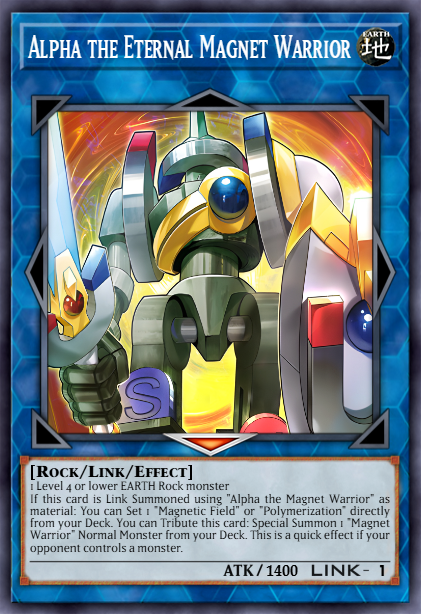 Alpha the Eternal Magnet Warrior
EARTH
地
S
[Rock/Link/Effect]
1 Level 4 or lower EARTH Rock monster
If this card is Link Summoned using "Alpha the Magnet Warrior" as
material: You can Set 1 "Magnetic Field" or "Polymerization" directly
from your Deck. You can Tribute this card: Special Summon 1 "Magnet
Warrior" Normal Monster from your Deck. This is a quick effect if your
opponent controls a monster.
ATK / 1400 LINK- 1